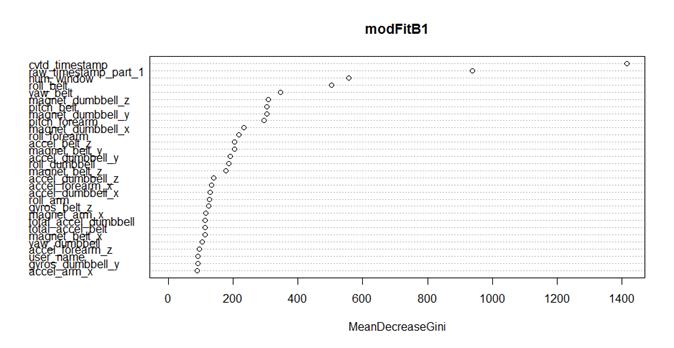 modFitB1
cvtd_timestamp
raw_timestamp_part_1
num_window
roll_belt
yaw_belt
magnet_dumbbell_z
pitch_belt
magnet_dumbbell_y
pitch_forearm
magnet_dumbbell_x
roll_forearm
accel_belt_z
magnet_belt_y
accel_dumbbell_y
roll_dumbbell
magnet_belt_z
accel_dumbbell_z
accel_forearm_x
accel_dumbbell_x
roll_arm
gyros_belt_z
magnet_arm_x
total_accel_dumbbell
total_accel_belt
magnet_belt_x
yaw_dumbbell
accel_forearm_z
user_name
gyros_dumbbell_y
accel_arm_x
0 200 400 600 800 1000 1200 1400
MeanDecreaseGini